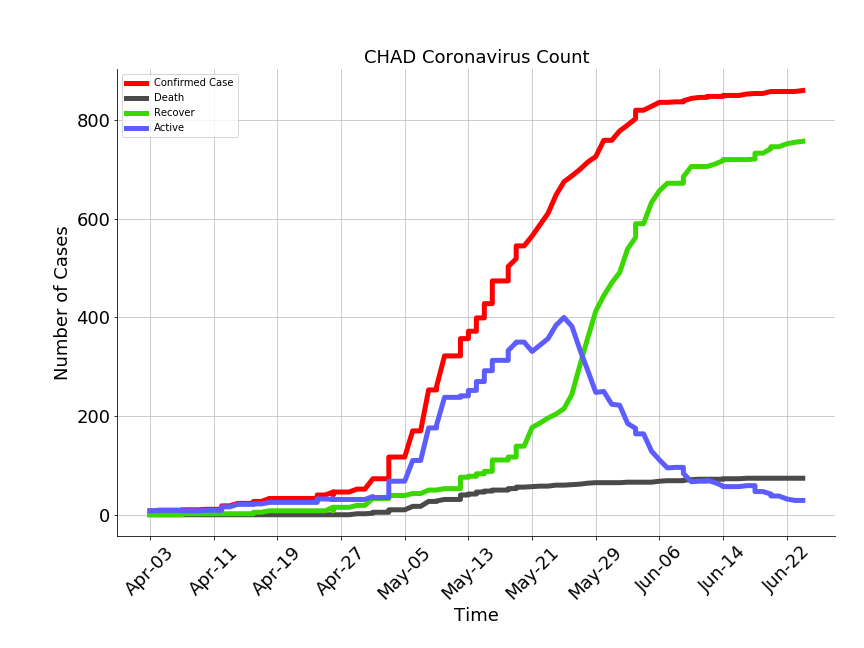 CHAD Coronavirus Count
Confirmed Case
Death
Recover
Active
800
600
400
200
0
Number of Cases
Apr-03
Apr-11
Apr-19
Apr-27
May-05
May-13
May-21
May-29
Jun-06
Jun-14
Jun-22
Time